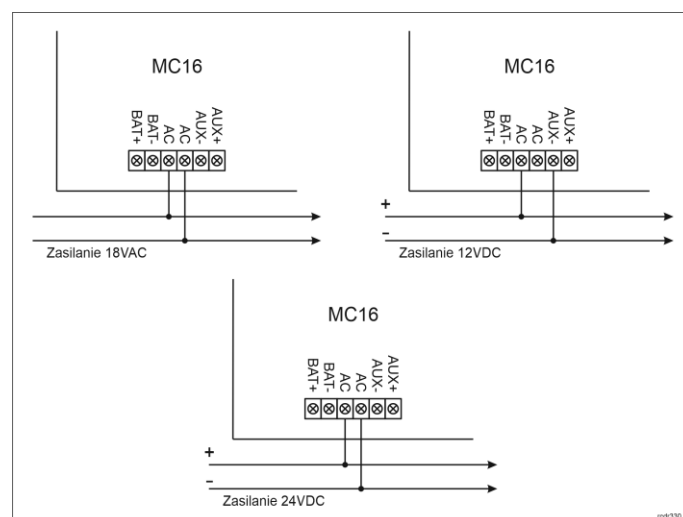 MC16
BAT+
BAT-
AC
AC
AUX-
AUX+
Zasilanie 18VAC
MC16
BAT+
BAT-
AC
AC
AUX-
AUX+
+
−
Zasilanie 12VDC
MC16
BAT+
BAT-
AC
AC
AUX-
AUX+
+
−
Zasilanie 24VDC